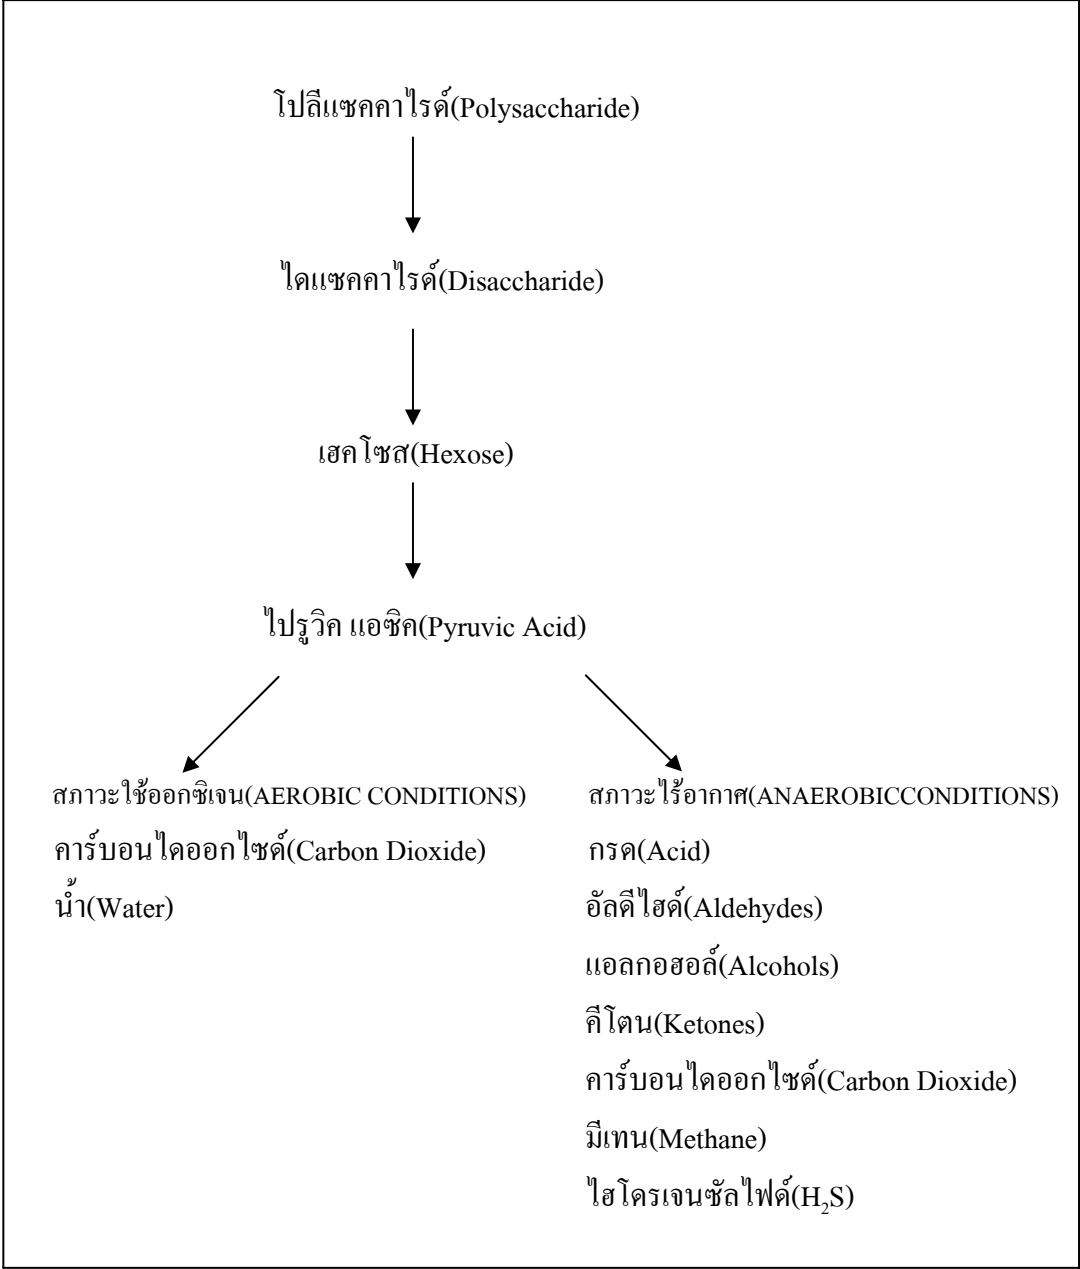 โปลีแซคคาไรด์(Polysaccharide)
ไดแซคคาไรด์(Disaccharide)
เฮคโซส(Hexose)
ไปรูวิค แอซิค(Pyruvic Acid)
สภาวะใช้ออกซิเจน(AEROBIC CONDITIONS)
คาร์บอนไดออกไซด์(Carbon Dioxide)
น้ำ(Water)
สภาวะไร้อากาศ(ANAEROBICCONDITIONS)
กรด(Acid)
อัลดีไฮด์(Aldehydes)
แอลกอฮอล์(Alcohols)
คีโตน(Ketones)
คาร์บอนไดออกไซด์(Carbon Dioxide)
มีเทน(Methane)
ไฮโดรเจนซัลไฟด์(H₂S)